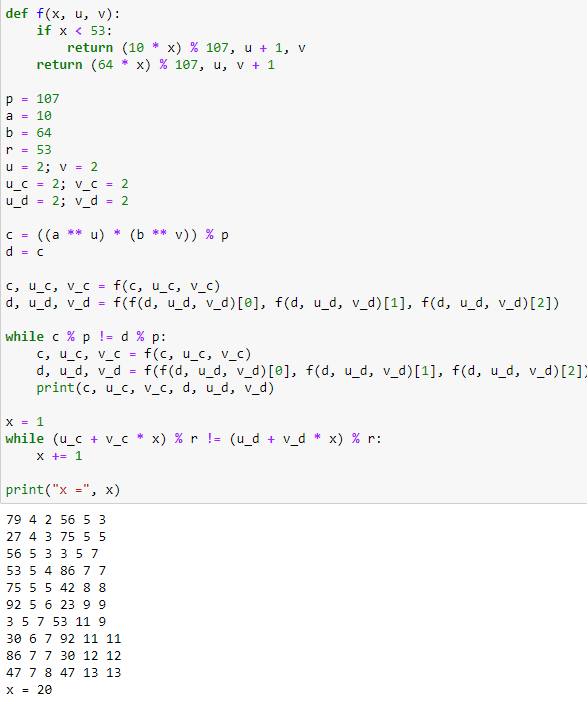 def f(x, u, v):
    if x < 53:
        return (10 * x) % 107, u + 1, v
    return (64 * x) % 107, u, v + 1

p = 107
a = 10
b = 64
r = 53
u = 2; v = 2
u_c = 2; v_c = 2
u_d = 2; v_d = 2

c = ((a ** u) * (b ** v)) % p
d = c

c, u_c, v_c = f(c, u_c, v_c)
d, u_d, v_d = f(f(d, u_d, v_d)[0], f(d, u_d, v_d)[1], f(d, u_d, v_d)[2])

while c % p != d % p:
    c, u_c, v_c = f(c, u_c, v_c)
    d, u_d, v_d = f(f(d, u_d, v_d)[0], f(d, u_d, v_d)[1], f(d, u_d, v_d)[2])
    print(c, u_c, v_c, d, u_d, v_d)

x = 1
while (u_c + v_c * x) % r != (u_d + v_d * x) % r:
    x += 1

print("x =", x)

79 4 2 56 5 3
27 4 3 75 5 5
56 5 3 3 5 7
53 5 4 86 7 7
75 5 5 42 8 8
92 5 6 23 9 9
3 5 7 53 11 9
30 6 7 92 11 11
86 7 7 30 12 12
47 7 8 47 13 13
x = 20